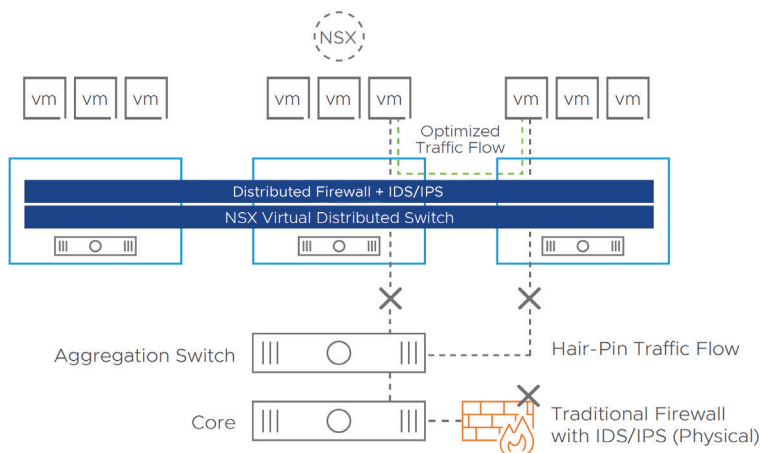 NSX
vm vm vm vm vm vm vm vm vm
Optimized
Traffic Flow
Distributed Firewall + IDS/IPS
NSX Virtual Distributed Switch
Aggregation Switch
Hair-Pin Traffic Flow
Core
Traditional Firewall
with IDS/IPS (Physical)